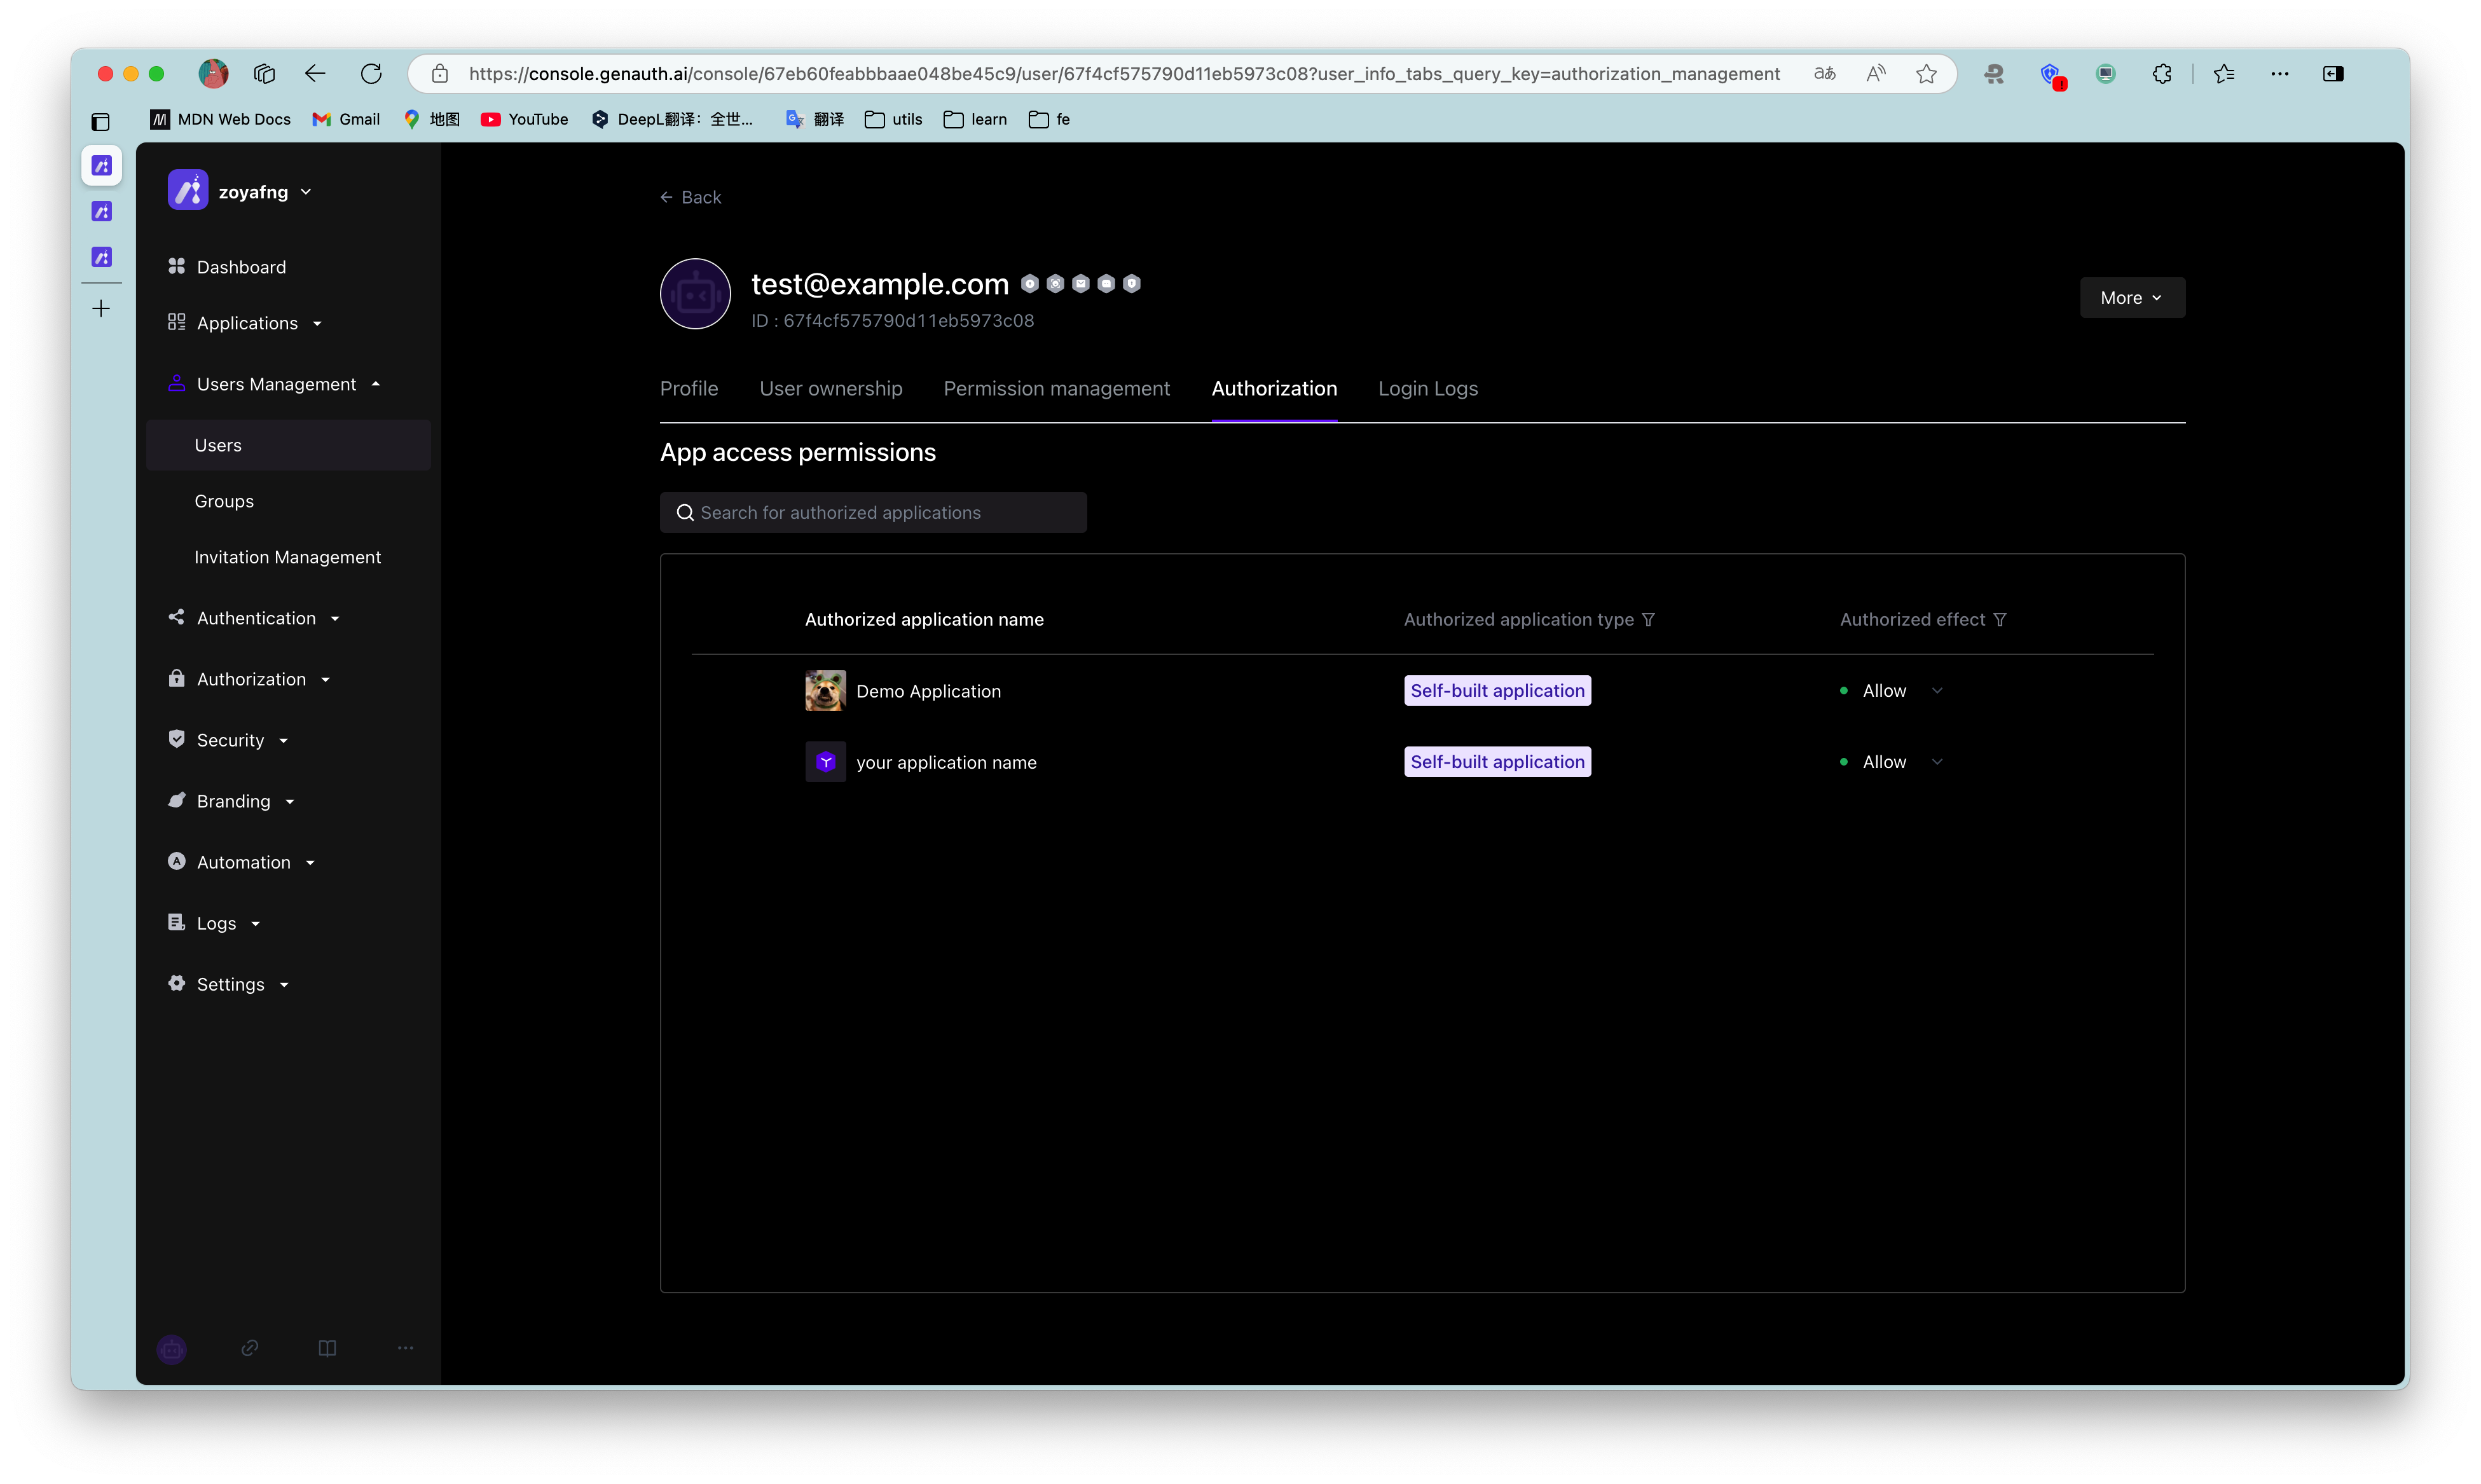 https://console.genauth.ai/console/67eb60feabbbaae048be45c9/user/67f4cf575790d11eb5973c08?user_info_tabs_query_key=authorization_management
MDN Web Docs
Gmail
地图
YouTube
DeepL翻译：全世...
翻译
utils
learn
fe
zoyafng
Dashboard
Applications
Users Management
Users
Groups
Invitation Management
Authentication
Authorization
Security
Branding
Automation
Logs
Settings
Back
test@example.com
ID : 67f4cf575790d11eb5973c08
More
Profile
User ownership
Permission management
Authorization
Login Logs
App access permissions
Search for authorized applications
Authorized application name
Authorized application type
Authorized effect
Demo Application
Self-built application
Allow
your application name
Self-built application
Allow